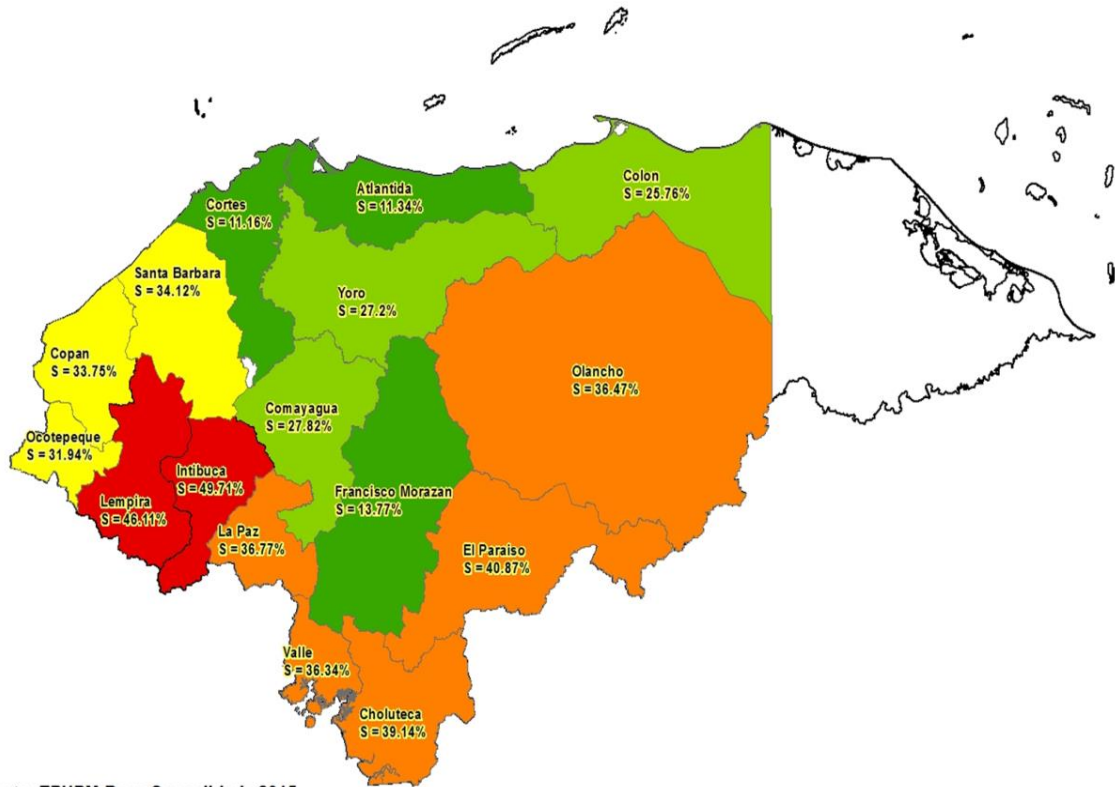 Colon
S = 25.76%
Atlantida
S = 11.34%
Cortes
S = 11.16%
Santa Barbara
S = 34.12%
Yoro
S = 27.2%
Copan
S = 33.75%
Olancho
S = 36.47%
Comayagua
S = 27.82%
Ocotepeque
S = 31.94%
Intibuca
S = 49.71%
Francisco Morazan
S = 13.77%
Lempira
S = 46.11%
La Paz
S = 36.77%
El Paraiso
S = 40.87%
Valle
S = 36.34%
Choluteca
S = 39.14%